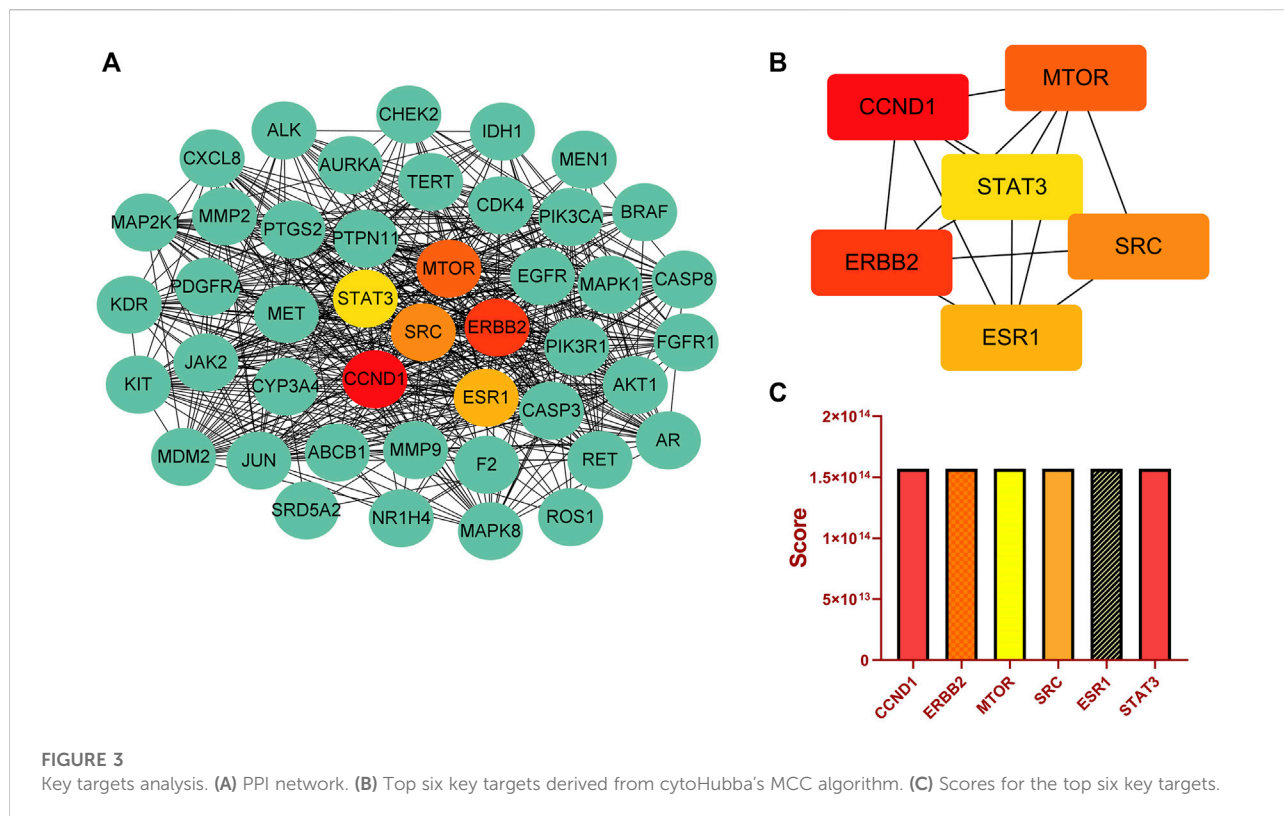 A
CHEK2
ALK
IDH1
CXCL8
AURKA
MEN1
TERT
MAP2K1
MMP2
PTGS2
PTPN11
CDK4
PIK3CA
BRAF
MTOR
EGFR
MAPK1
CASP8
KDR
PDGFRA
STAT3
MET
SRC
ERBB2
PIK3R1
FGFR1
JAK2
KIT
CYP3A4
CCND1
ESR1
CASP3
AKT1
AR
MDM2
JUN
ABCB1
MMP9
F2
RET
SRD5A2
NR1H4
MAPK8
ROS1
B
MTOR
CCND1
STAT3
SRC
ERBB2
ESR1
C
2×10¹⁴
1.5×10¹⁴
1×10¹⁴
5×10¹³
0
Score
CCND1
ERBB2
MTOR
SRC
ESR1
STAT3
FIGURE 3
Key targets analysis. (A) PPI network. (B) Top six key targets derived from cytoHubba's MCC algorithm. (C) Scores for the top six key targets.